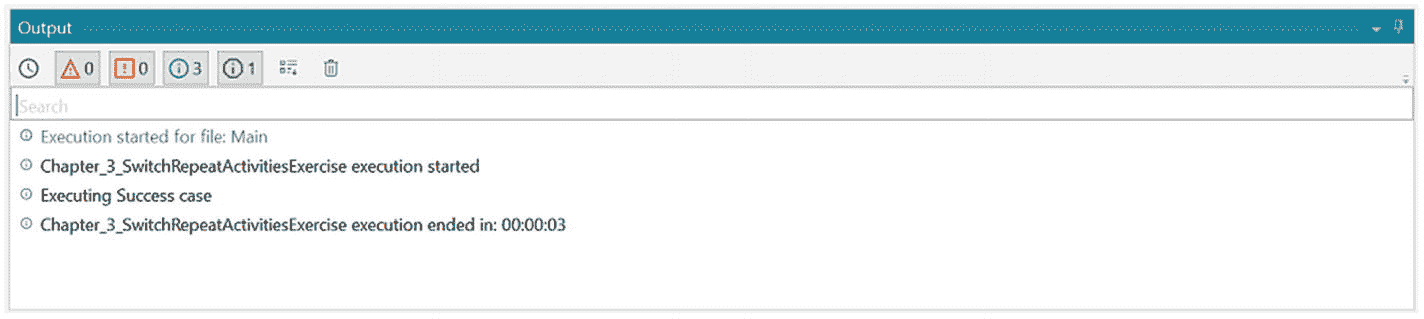 Output
0 0 3 1
Search
Execution started for file: Main
Chapter_3_SwitchRepeatActivitiesExercise execution started
Executing Success case
Chapter_3_SwitchRepeatActivitiesExercise execution ended in: 00:00:03